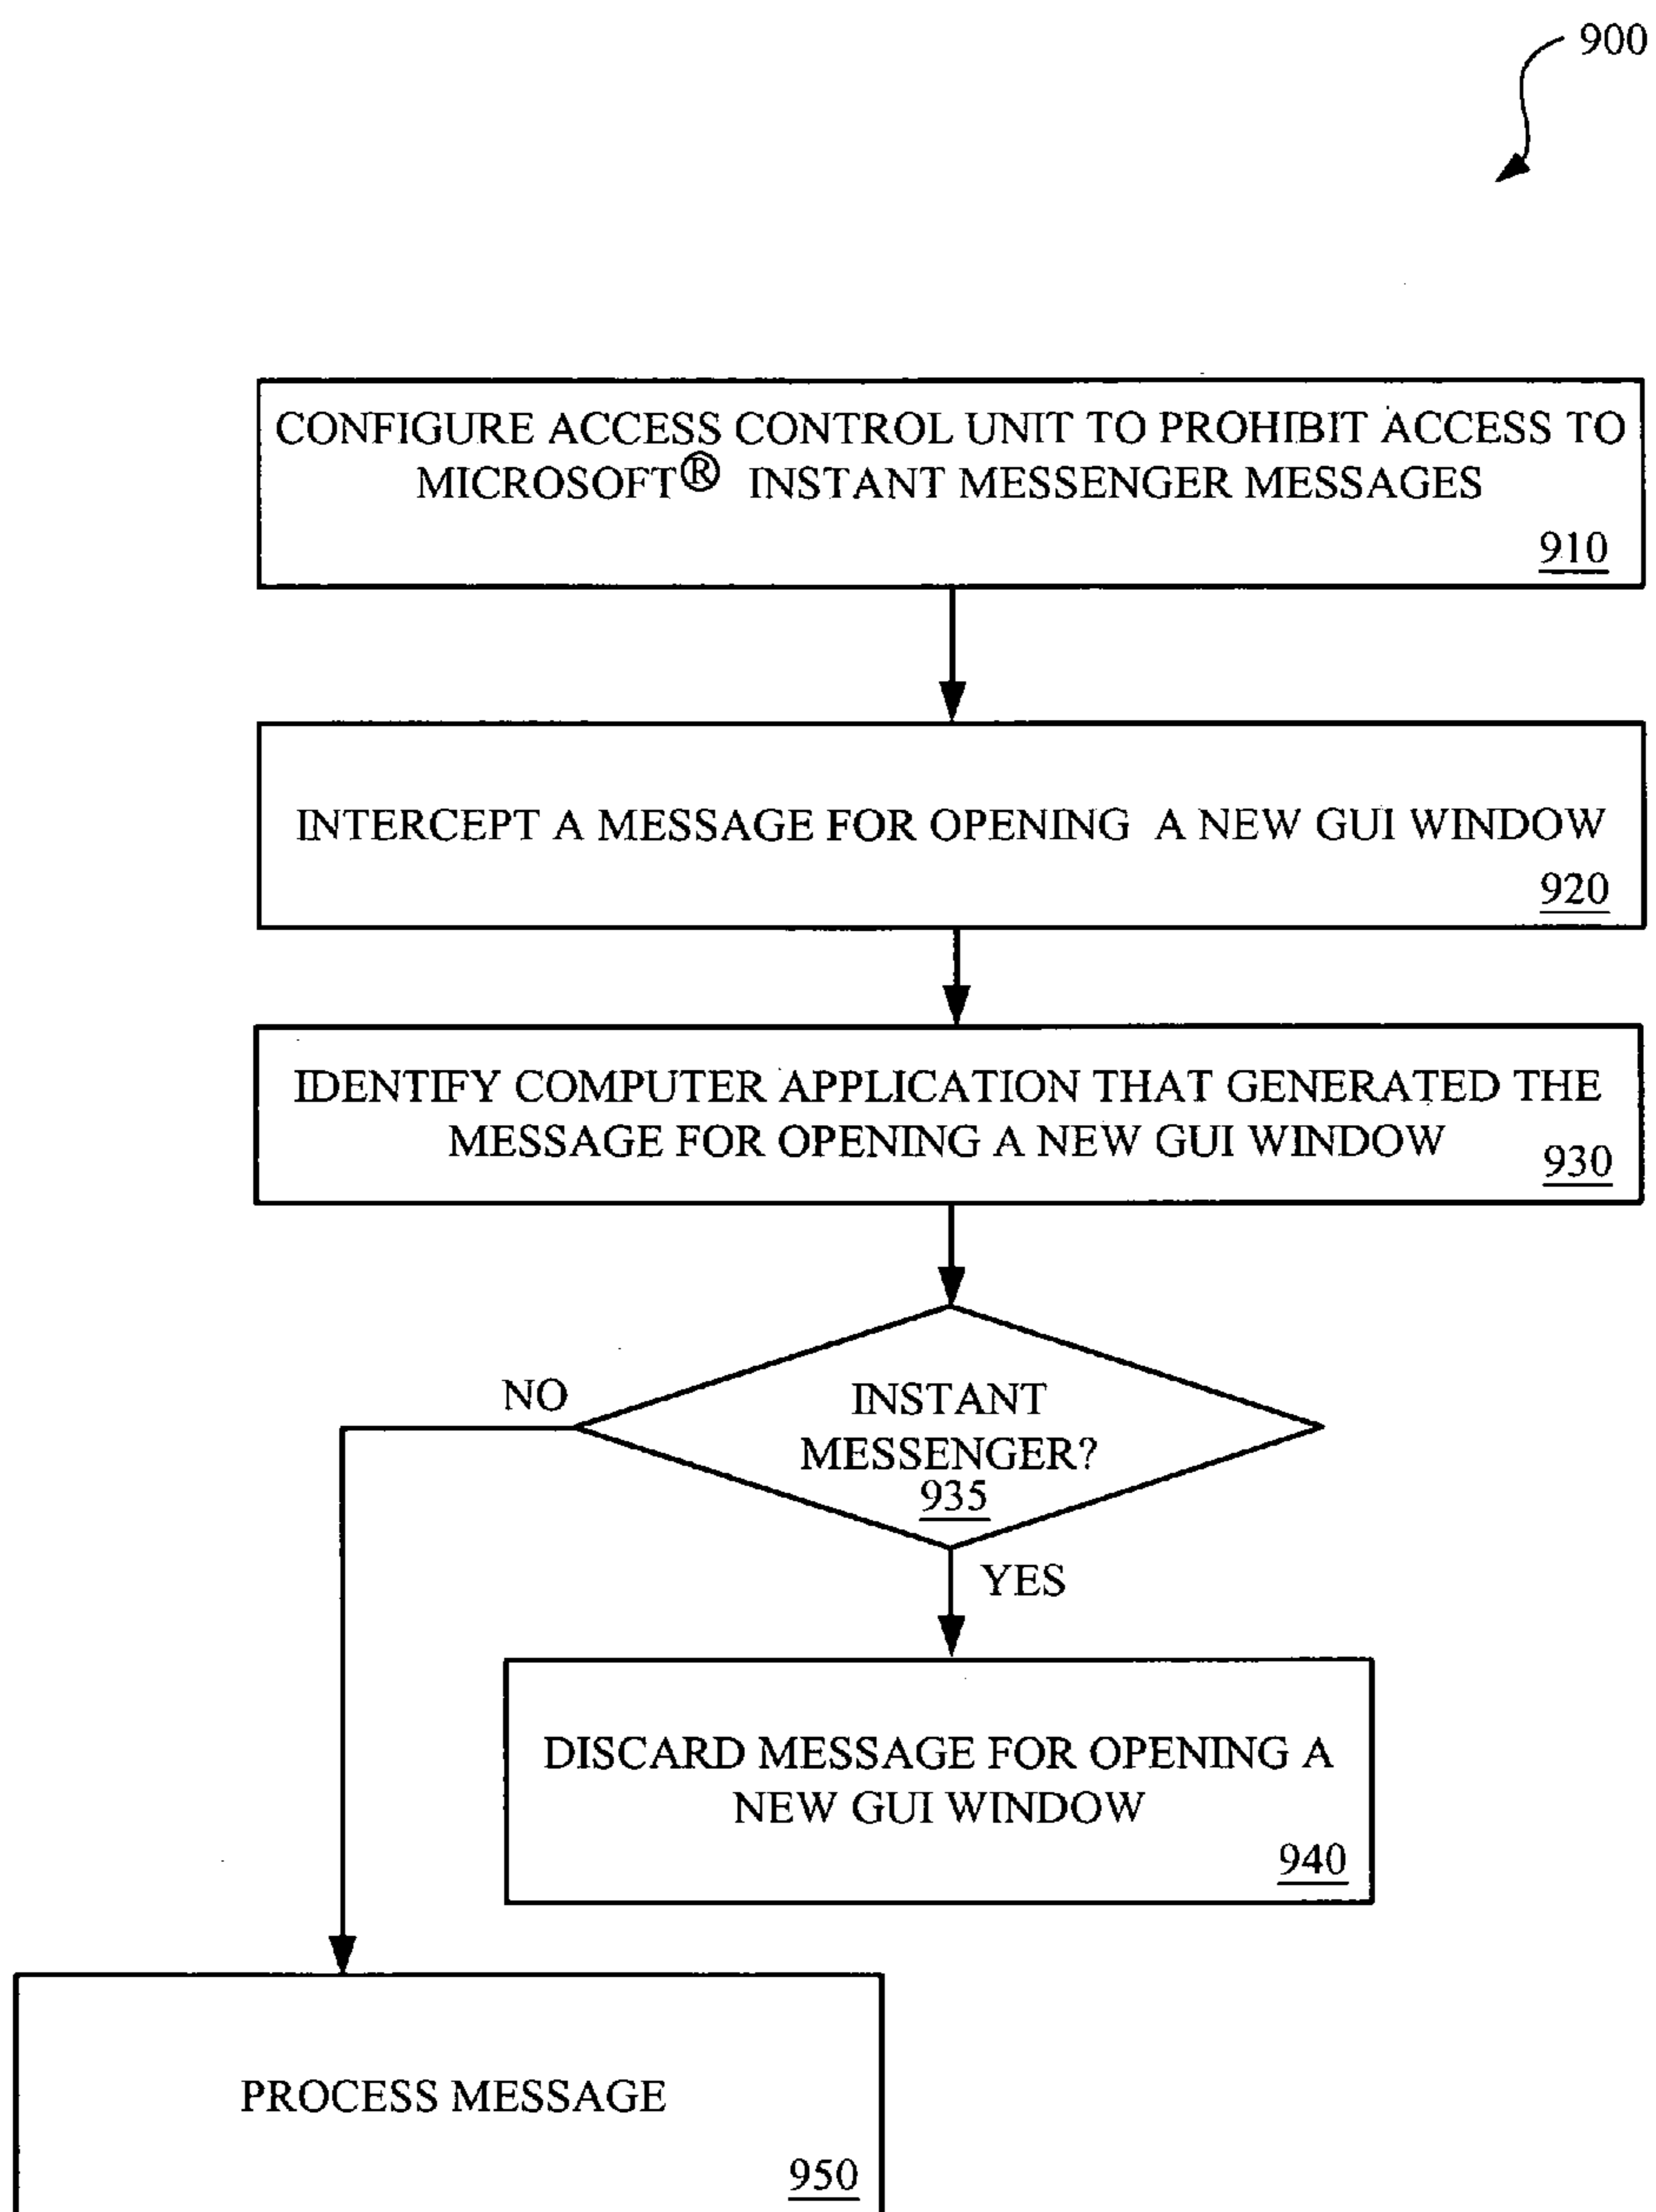 900
CONFIGURE ACCESS CONTROL UNIT TO PROHIBIT ACCESS TO
MICROSOFT® INSTANT MESSENGER MESSAGES
910
INTERCEPT A MESSAGE FOR OPENING A NEW GUI WINDOW
920
IDENTIFY COMPUTER APPLICATION THAT GENERATED THE
MESSAGE FOR OPENING A NEW GUI WINDOW
930
NO
INSTANT
MESSENGER?
935
YES
DISCARD MESSAGE FOR OPENING A
NEW GUI WINDOW
940
PROCESS MESSAGE
950